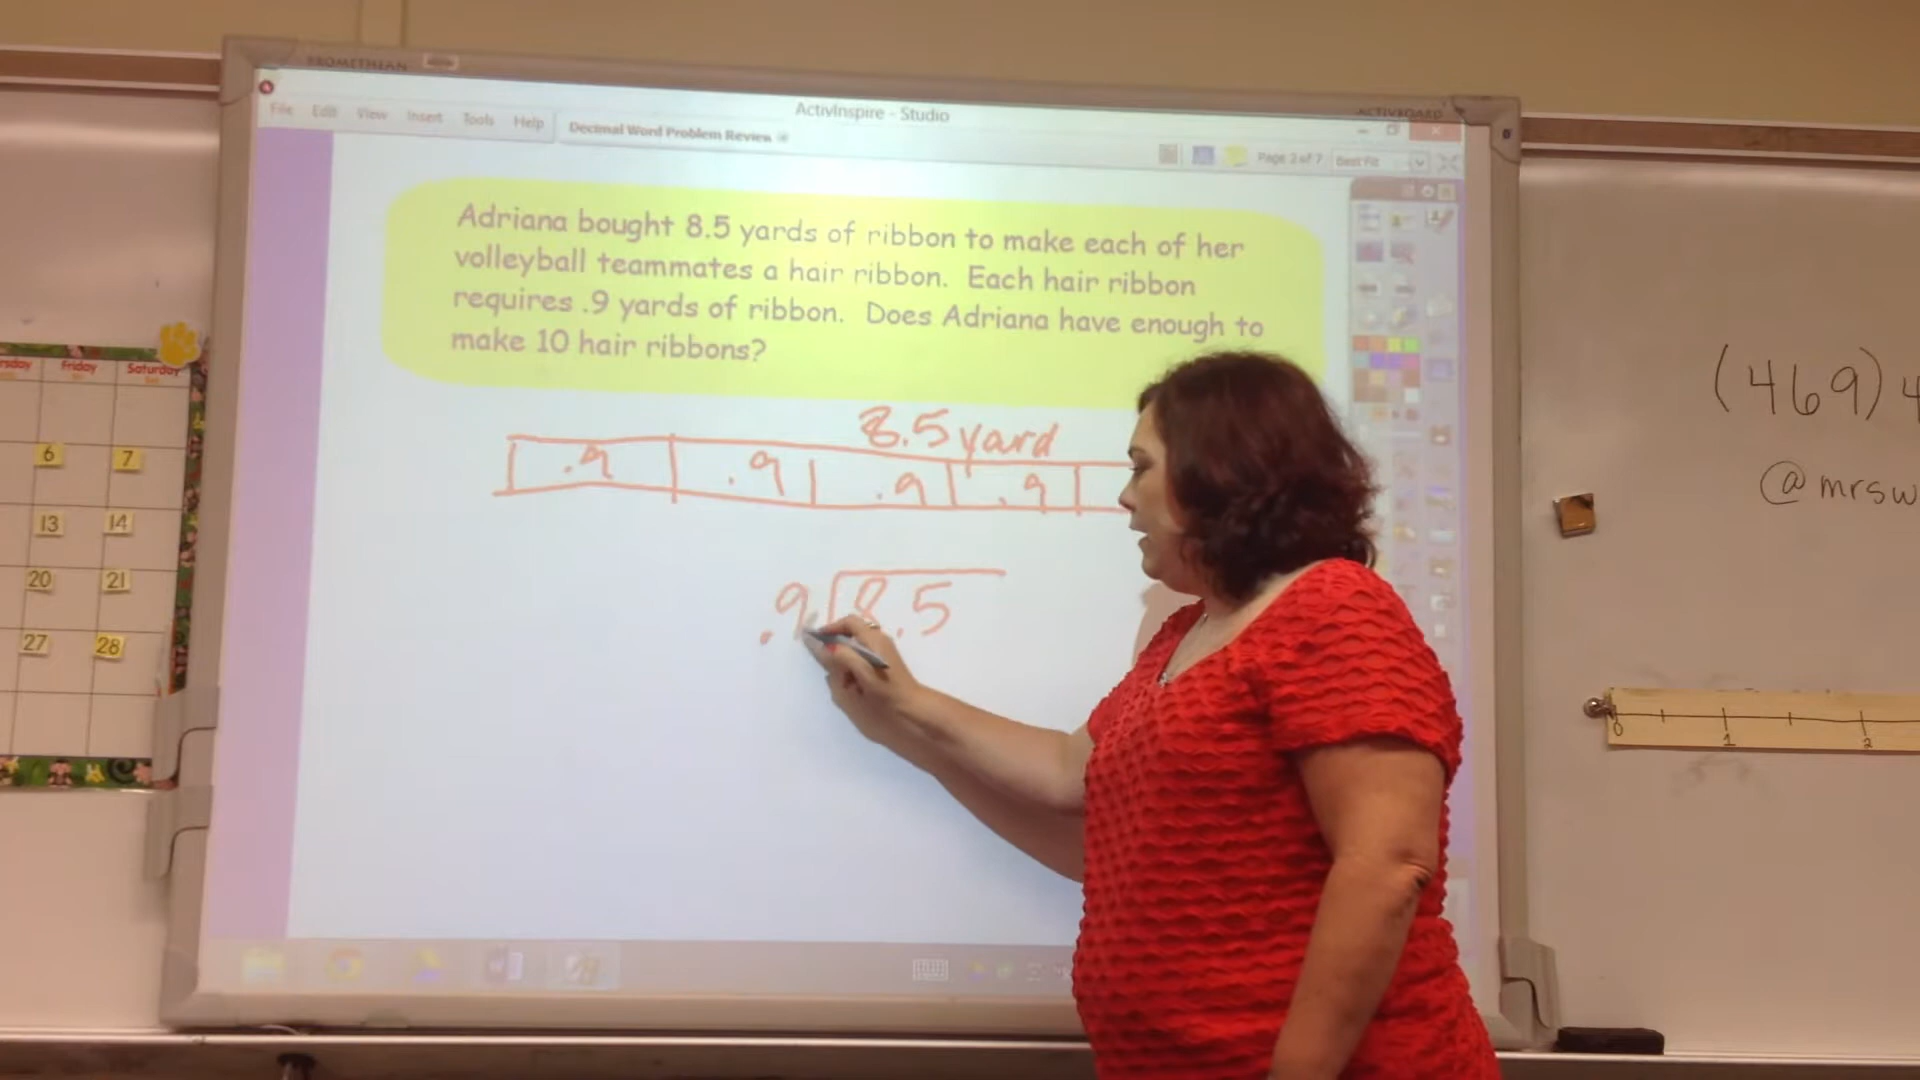 PROMETHEAN
ACTIVBOARD
ActivInspire - Studio
File Edit View Insert Tools Help
Decimal Word Problem Review
Page 2 of 7 Best Fit
Adriana bought 8.5 yards of ribbon to make each of her
volleyball teammates a hair ribbon. Each hair ribbon
requires .9 yards of ribbon. Does Adriana have enough to
make 10 hair ribbons?
8.5 yard
.9 .9 .9 .9
.9 8.5
Friday Saturday
6 7
13 14
20 21
27 28
(469) 4
@mrsw
0 1 2